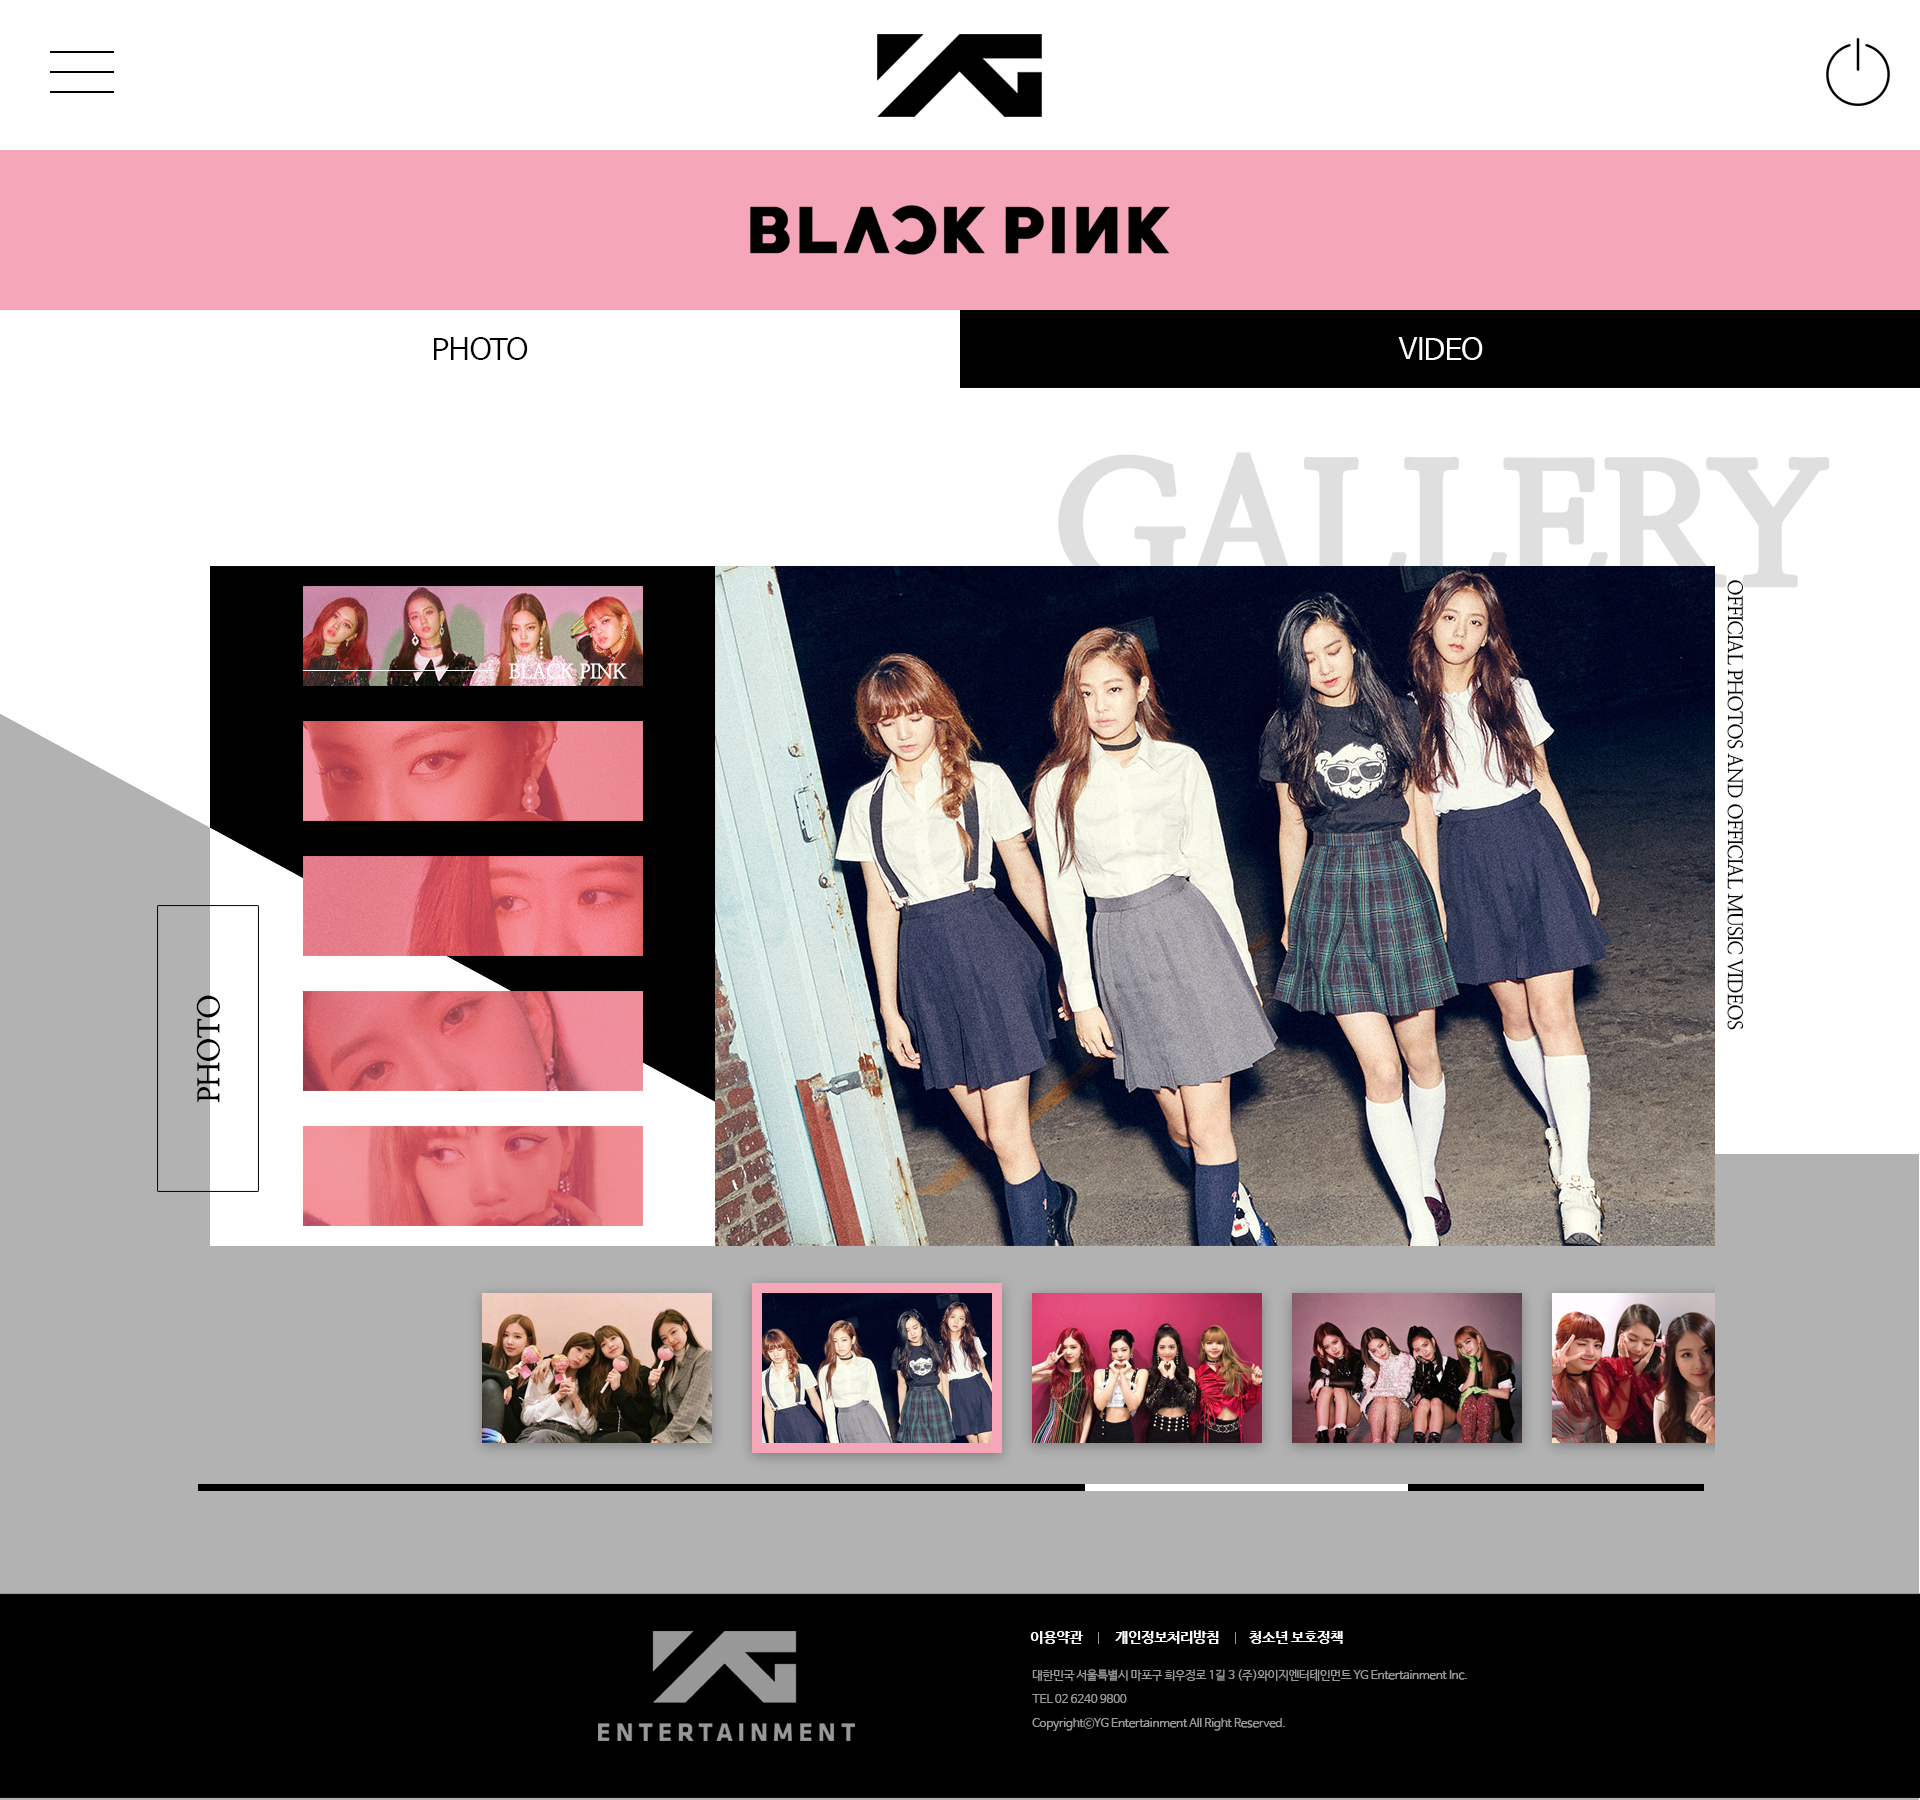 YG
BLACKPINK
PHOTO
VIDEO
GALLERY
BLACK PINK
OFFICIAL PHOTOS AND OFFICIAL MUSIC VIDEOS
PHOTO
YG
ENTERTAINMENT
이용약관 | 개인정보처리방침 | 청소년 보호정책
대한민국 서울특별시 마포구 희우정로 1길 3 (주)와이지엔터테인먼트 YG Entertainment Inc.
TEL 02 6240 9800
Copyright©YG Entertainment All Right Reserved.